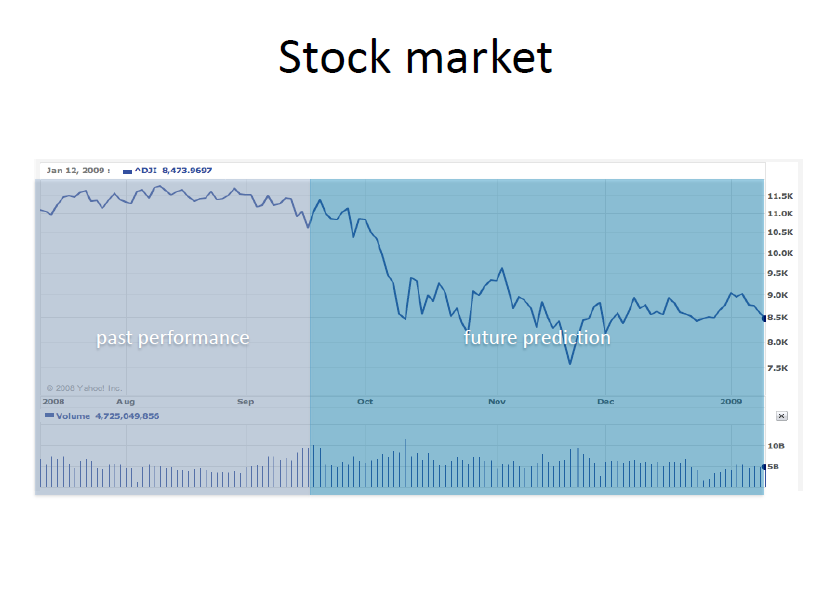 Stock market
Jan 12, 2009 : ^DJI 8,473.9697
11.5K
11.0K
10.5K
10.0K
9.5K
9.0K
8.5K
8.0K
7.5K
past performance
future prediction
© 2008 Yahoo! Inc.
2008 Aug Sep Oct Nov Dec 2009
Volume 4,725,049,856
10B
5B